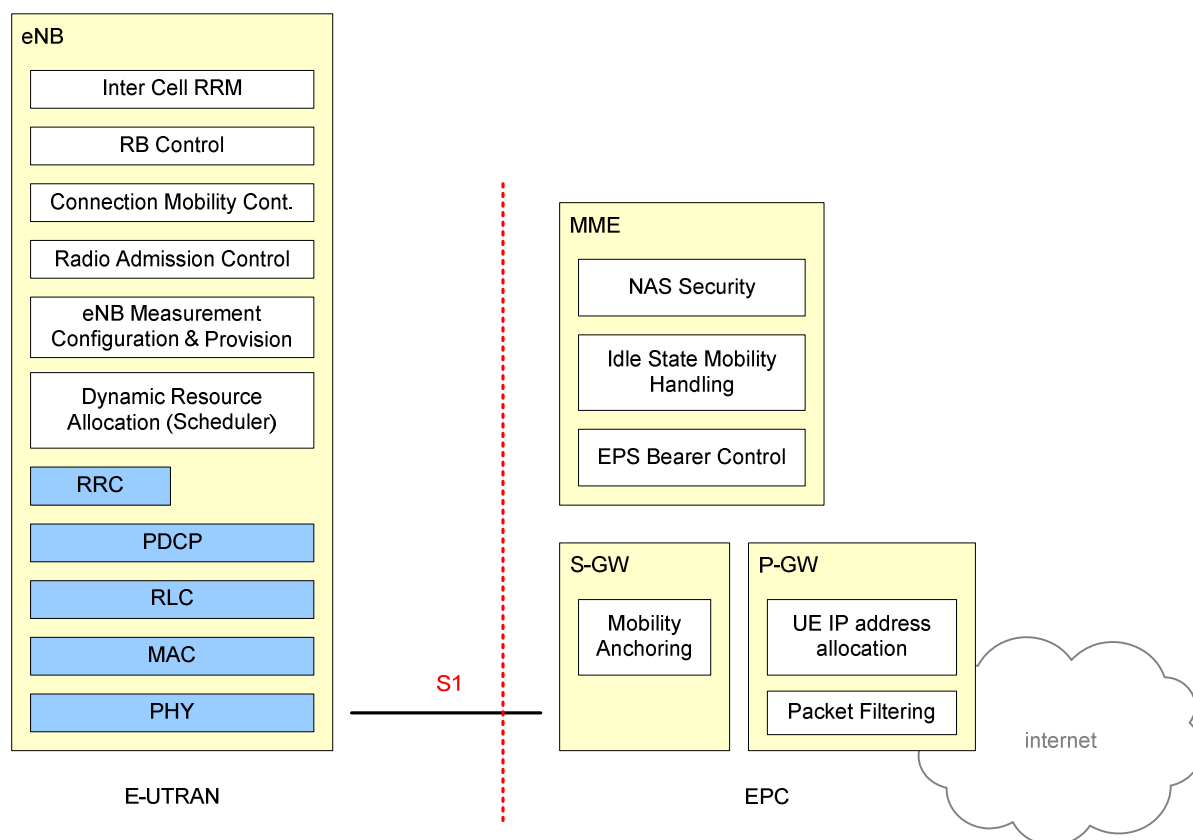 eNB
Inter Cell RRM
RB Control
Connection Mobility Cont.
Radio Admission Control
eNB Measurement
Configuration & Provision
Dynamic Resource
Allocation (Scheduler)
RRC
PDCP
RLC
MAC
PHY
S1
MME
NAS Security
Idle State Mobility
Handling
EPS Bearer Control
S-GW
Mobility
Anchoring
P-GW
UE IP address
allocation
Packet Filtering
internet
E-UTRAN
EPC